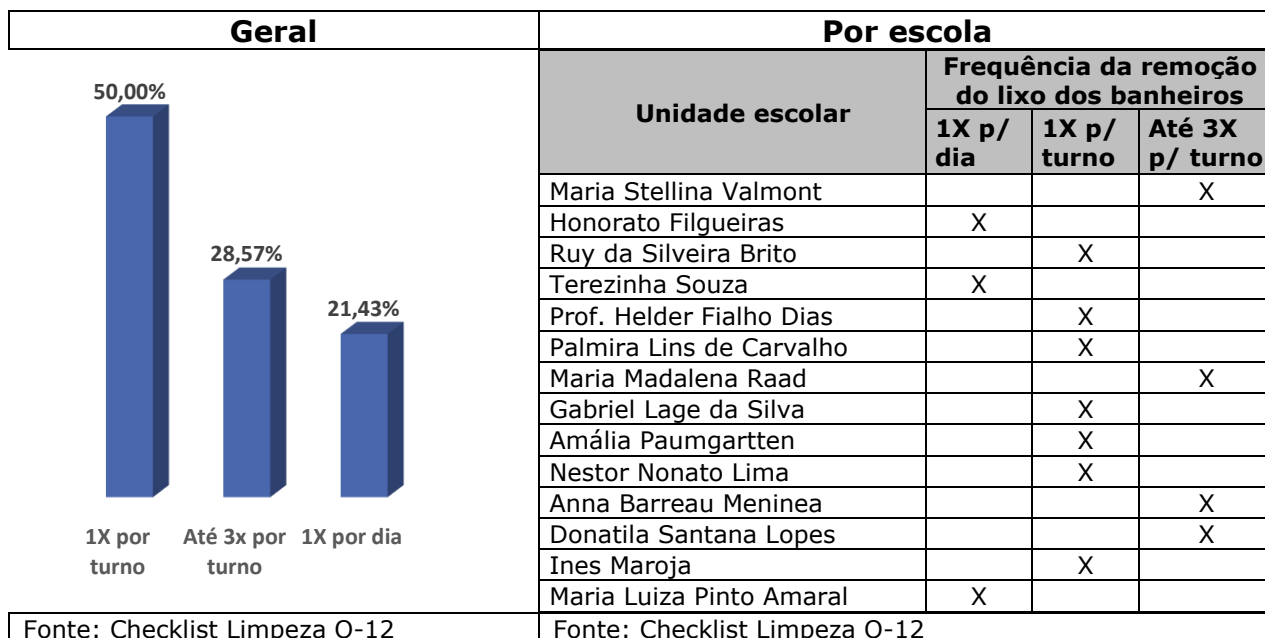 Geral
50,00%
28,57%
21,43%
1X por turno
Até 3x por turno
1X por dia
Fonte: Checklist Limpeza Q-12
Por escola
Unidade escolar
Frequência da remoção do lixo dos banheiros
1X p/ dia
1X p/ turno
Até 3X p/ turno
Maria Stellina Valmont X
Honorato Filgueiras X
Ruy da Silveira Brito X
Terezinha Souza X
Prof. Helder Fialho Dias X
Palmira Lins de Carvalho X
Maria Madalena Raad X
Gabriel Lage da Silva X
Amália Paumgartten X
Nestor Nonato Lima X
Anna Barreau Meninea X
Donatila Santana Lopes X
Ines Maroja X
Maria Luiza Pinto Amaral X
Fonte: Checklist Limpeza Q-12